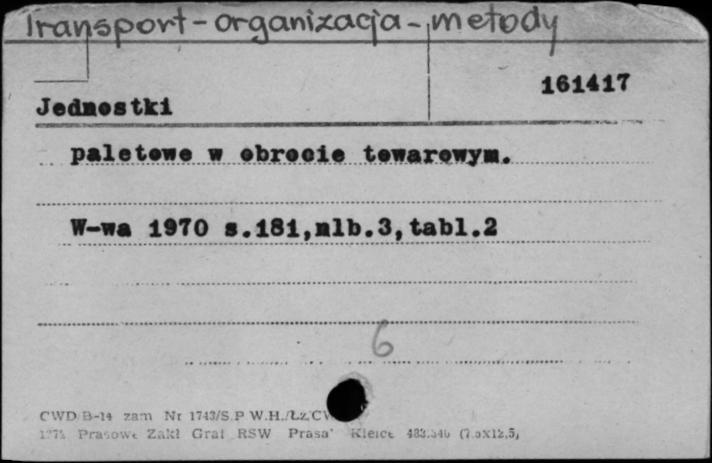 Transport - organizacja - metody
161417
Jednostki
paletowe w obrocie towarowym.
W-wa 1970 s.181,nlb.3,tabl.2
6
CWD/B-14 zam Nr 1743/S.P W.H./Łz.CW
Prasowe Zakł Graf RSW Prasa" Kielce